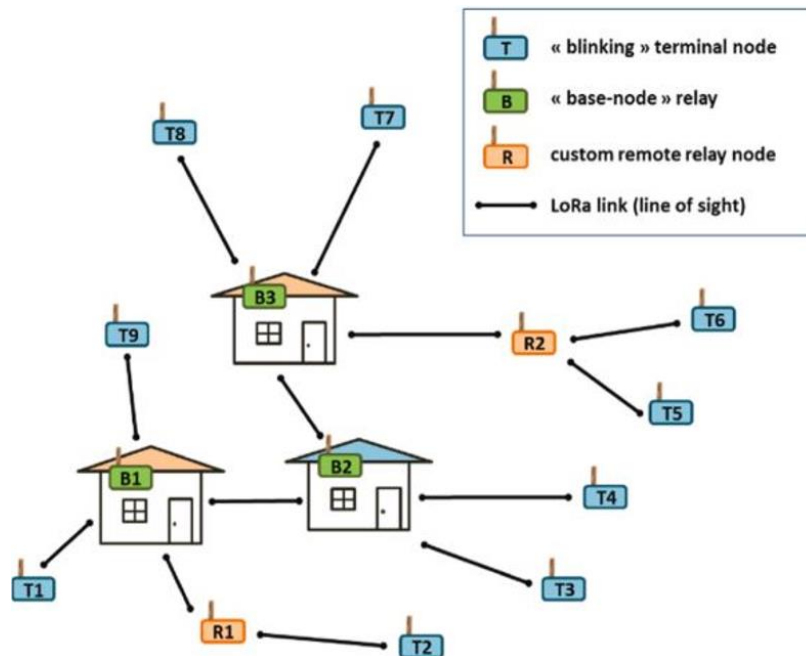 T
« blinking » terminal node
B
« base-node » relay
R
custom remote relay node
LoRa link (line of sight)
T8
T7
B3
T9
R2
T6
T5
B1
B2
T4
T1
T3
R1
T2